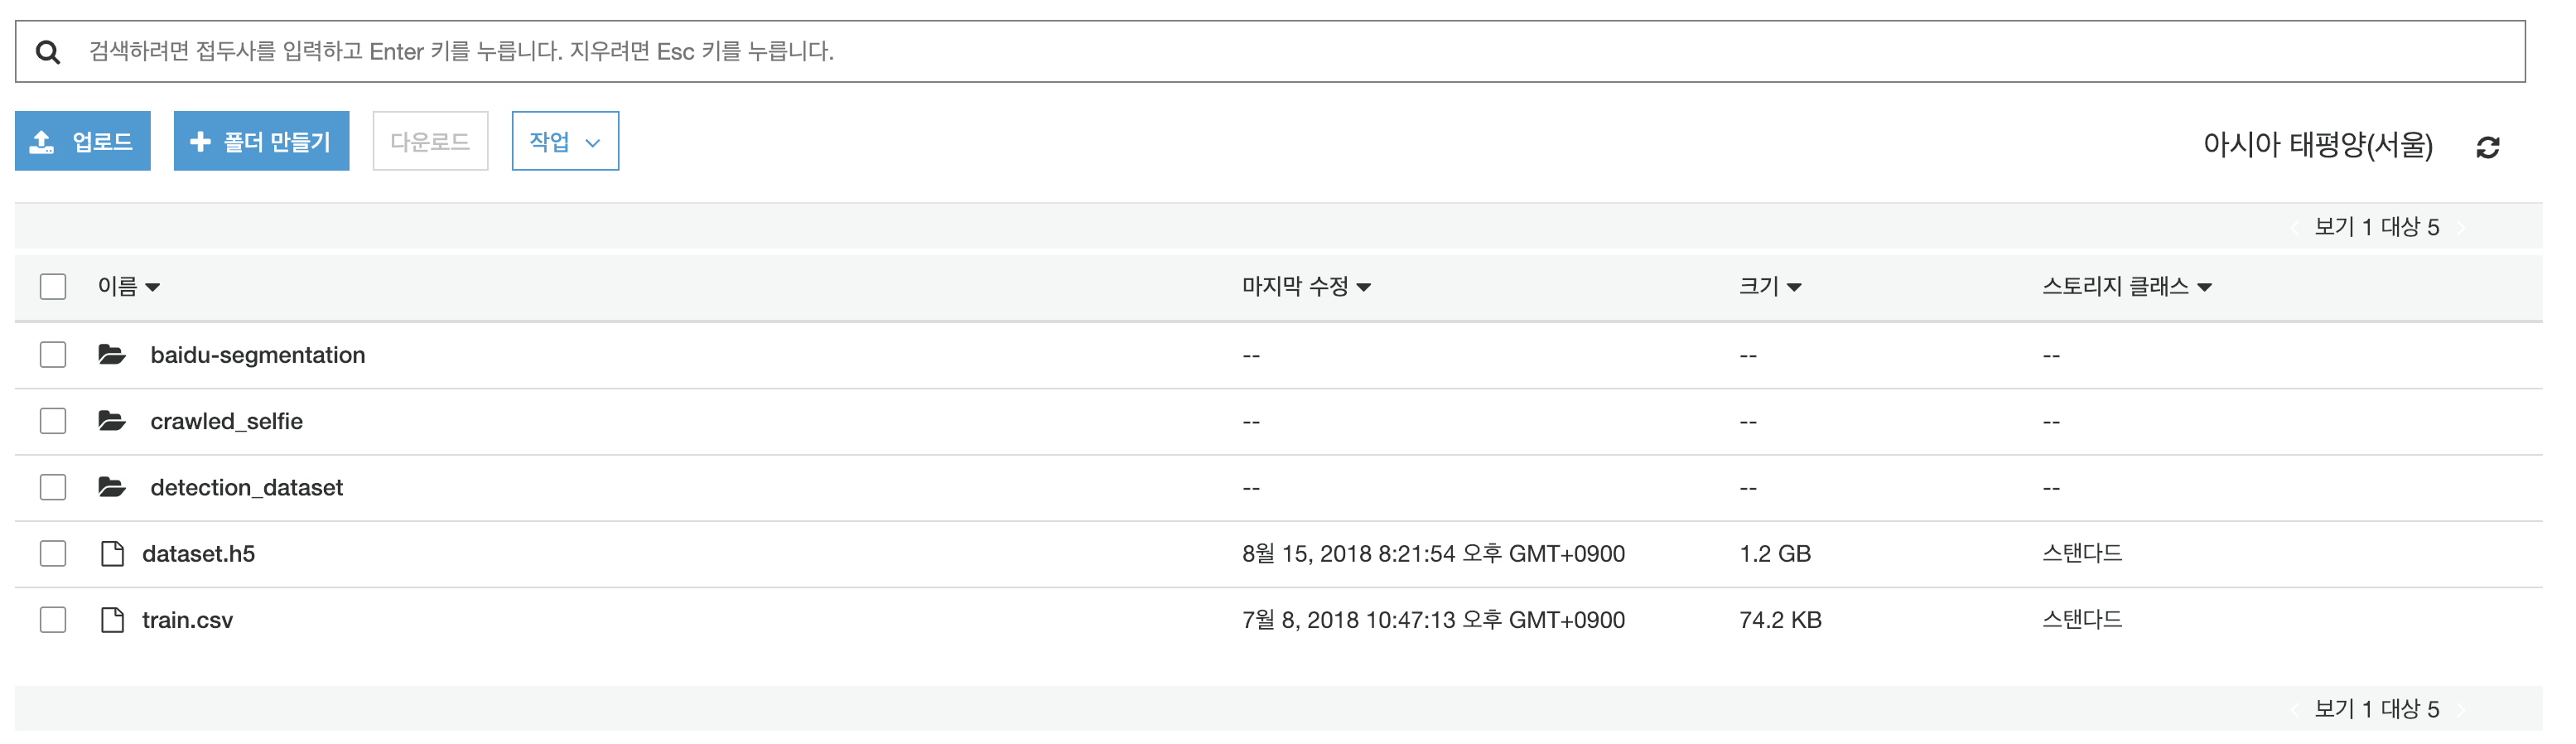 검색하려면 접두사를 입력하고 Enter 키를 누릅니다. 지우려면 Esc 키를 누릅니다.
업로드 폴더 만들기 다운로드 작업 아시아 태평양(서울)
보기 1 대상 5
이름 마지막 수정 크기 스토리지 클래스
baidu-segmentation -- -- --
crawled_selfie -- -- --
detection_dataset -- -- --
dataset.h5 8월 15, 2018 8:21:54 오후 GMT+0900 1.2 GB 스탠다드
train.csv 7월 8, 2018 10:47:13 오후 GMT+0900 74.2 KB 스탠다드
보기 1 대상 5